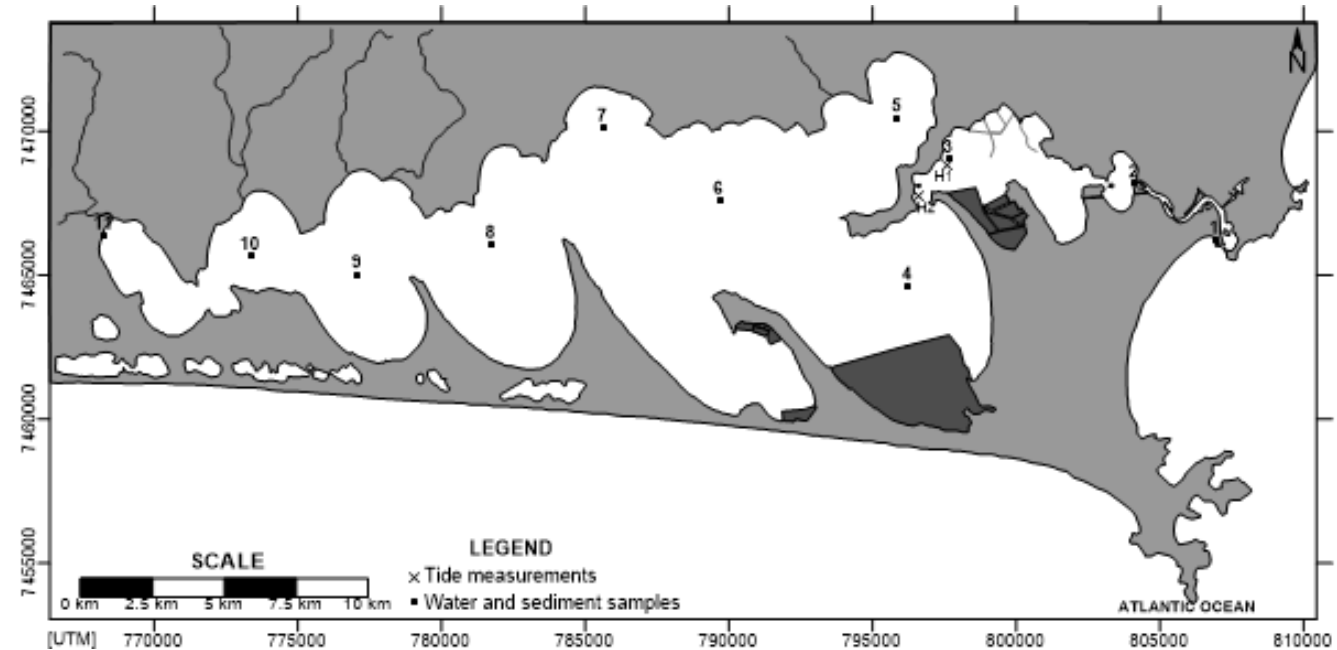 N
5
7
3
H1
2
6
H2
11
10
8
1
9
4
7470000
7465000
7460000
7455000
SCALE
0 km 2.5 km 5 km 7.5 km 10 km
LEGEND
× Tide measurements
▪ Water and sediment samples
ATLANTIC OCEAN
[UTM] 770000 775000 780000 785000 790000 795000 800000 805000 810000